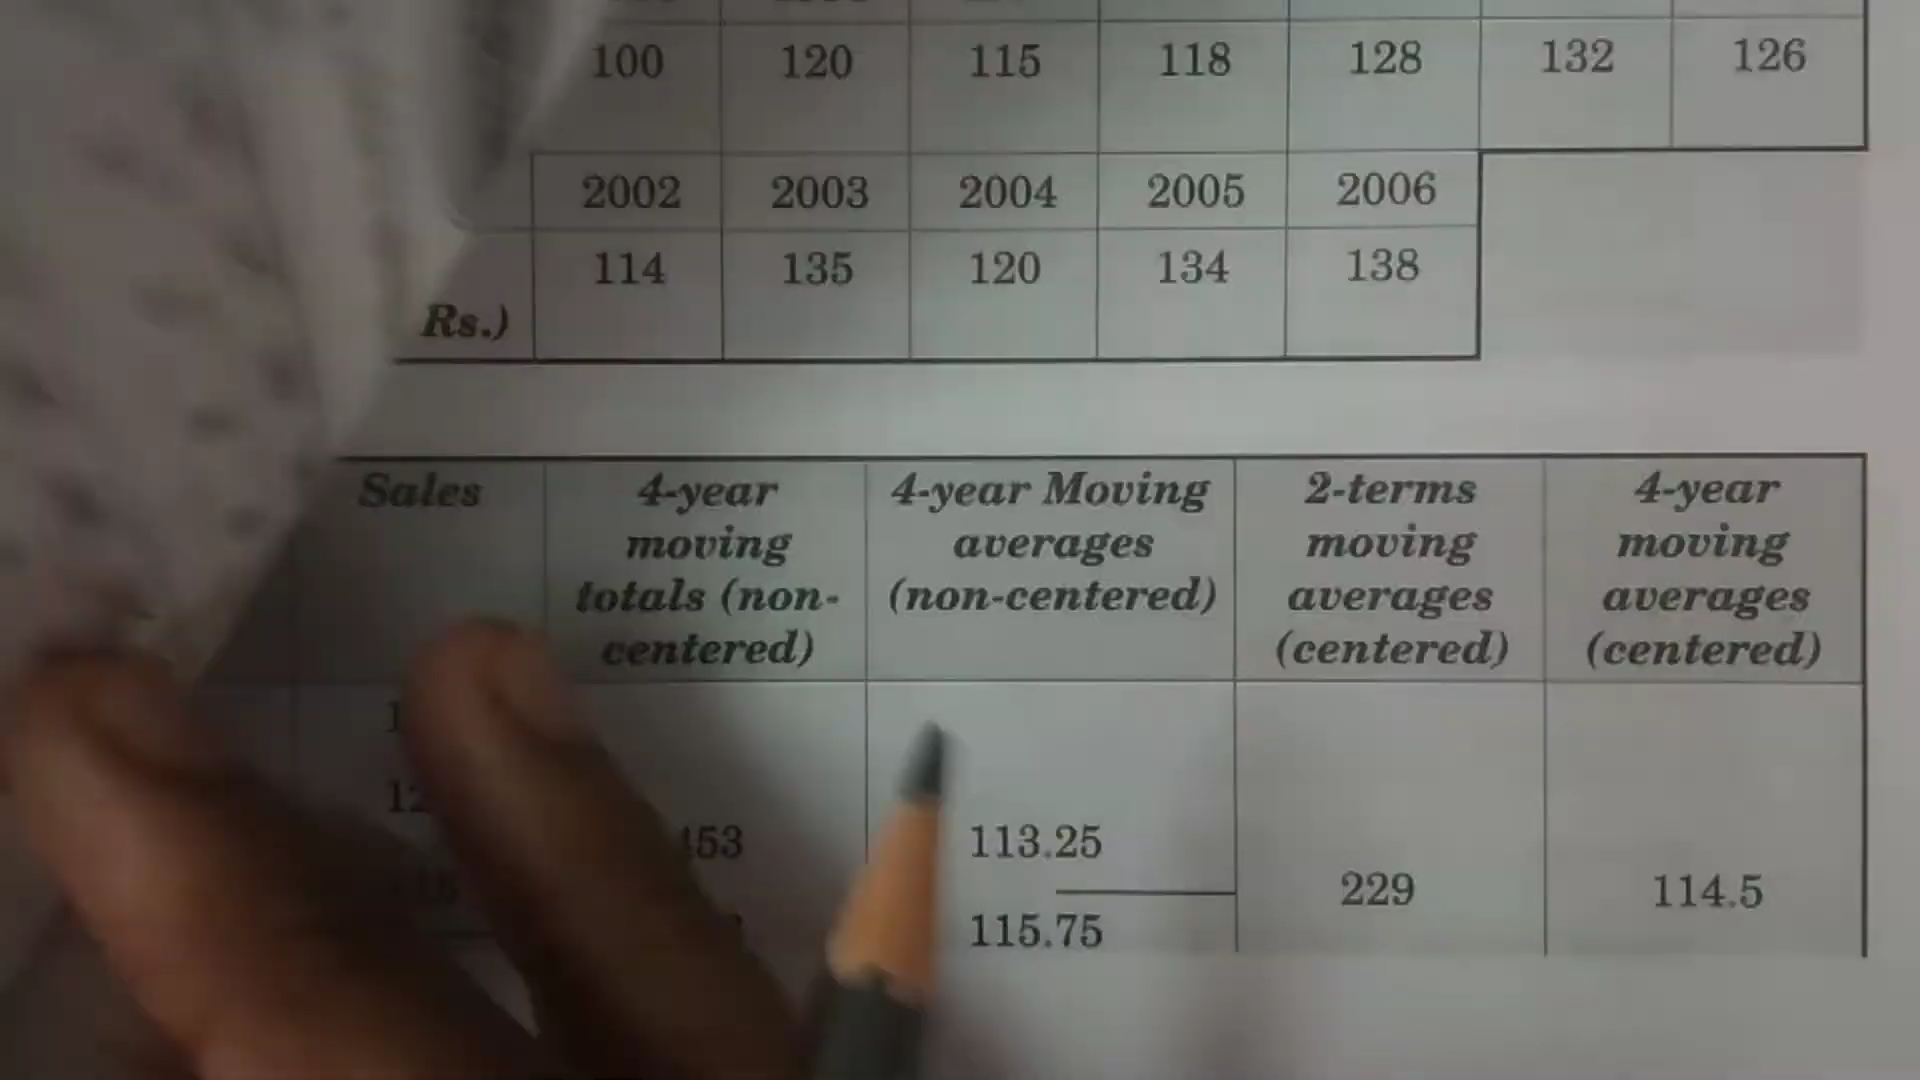 100 120 115 118 128 132 126
2002 2003 2004 2005 2006
114 135 120 134 138
Rs.)
Sales 4-year 4-year Moving 2-terms 4-year
moving averages moving moving
totals (non- (non-centered) averages averages
centered) (centered) (centered)
113.25
229 114.5
115.75